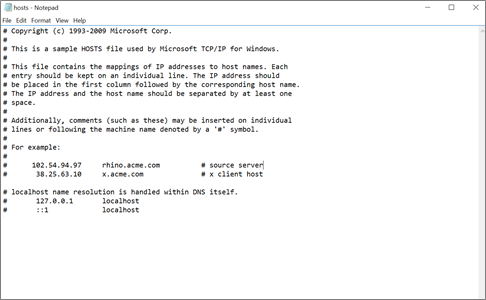 hosts - Notepad
File Edit Format View Help
# Copyright (c) 1993-2009 Microsoft Corp.
#
# This is a sample HOSTS file used by Microsoft TCP/IP for Windows.
#
# This file contains the mappings of IP addresses to host names. Each
# entry should be kept on an individual line. The IP address should
# be placed in the first column followed by the corresponding host name.
# The IP address and the host name should be separated by at least one
# space.
#
# Additionally, comments (such as these) may be inserted on individual
# lines or following the machine name denoted by a '#' symbol.
#
# For example:
#
#      102.54.94.97     rhino.acme.com          # source server
#       38.25.63.10     x.acme.com              # x client host

# localhost name resolution is handled within DNS itself.
#       127.0.0.1       localhost
#       ::1             localhost